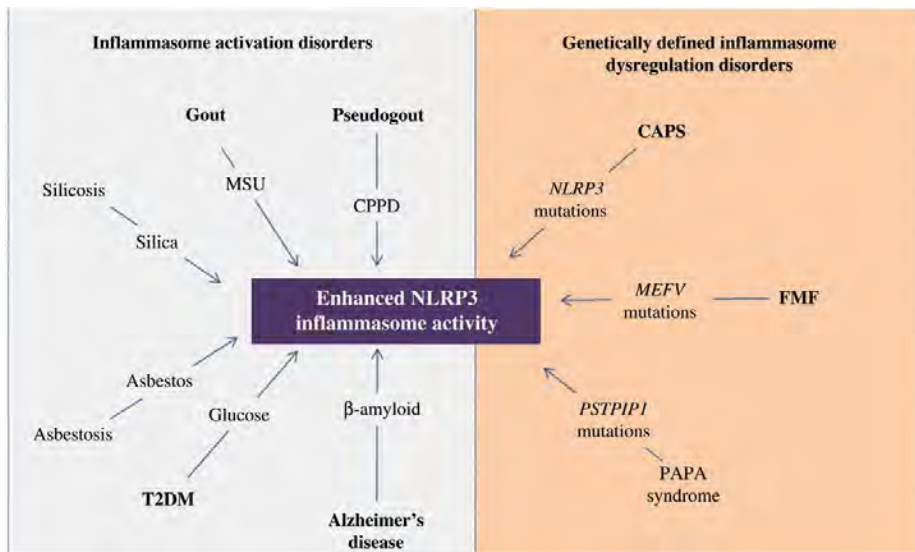 Inflammasome activation disorders
Genetically defined inflammasome
dysregulation disorders
Gout
Pseudogout
CAPS
Silicosis
MSU
NLRP3
mutations
CPPD
Silica
Enhanced NLRP3
inflammasome activity
MEFV
mutations
FMF
Asbestos
Asbestosis
Glucose
β-amyloid
PSTPIP1
mutations
T2DM
Alzheimer's
disease
PAPA
syndrome